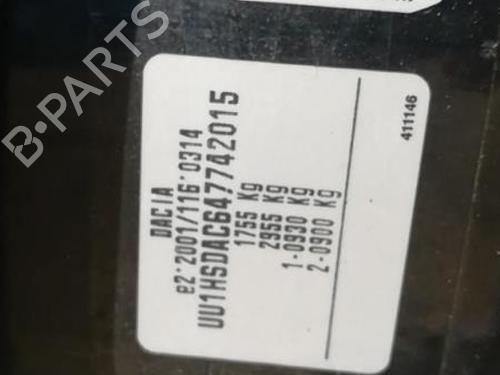 DACIA
e2*2001/116*0314
UU1HSDAC647742015
1755 Kg
2955 Kg
1-0930 Kg
2-0900 Kg
411146
B-PARTS